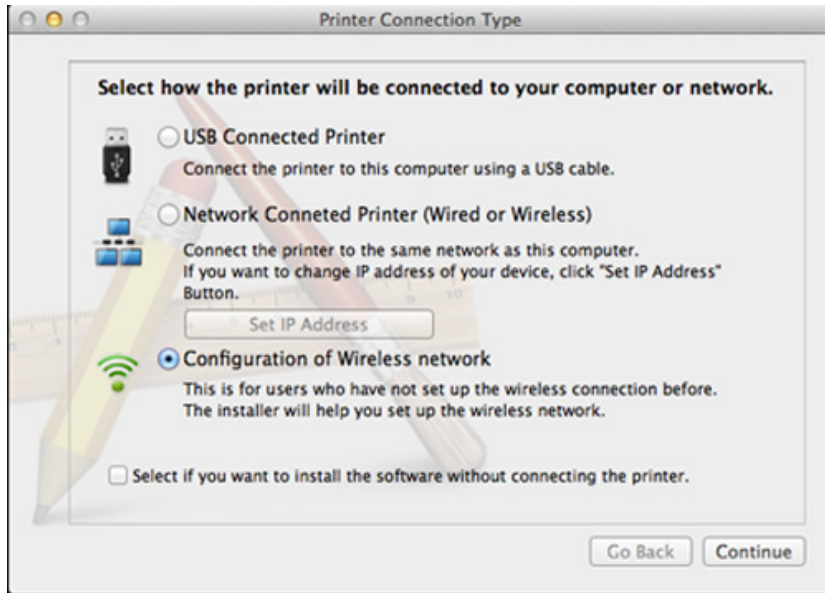 Printer Connection Type
Select how the printer will be connected to your computer or network.
USB Connected Printer
Connect the printer to this computer using a USB cable.
Network Conneted Printer (Wired or Wireless)
Connect the printer to the same network as this computer.
If you want to change IP address of your device, click "Set IP Address"
Button.
Set IP Address
Configuration of Wireless network
This is for users who have not set up the wireless connection before.
The installer will help you set up the wireless network.
Select if you want to install the software without connecting the printer.
Go Back
Continue